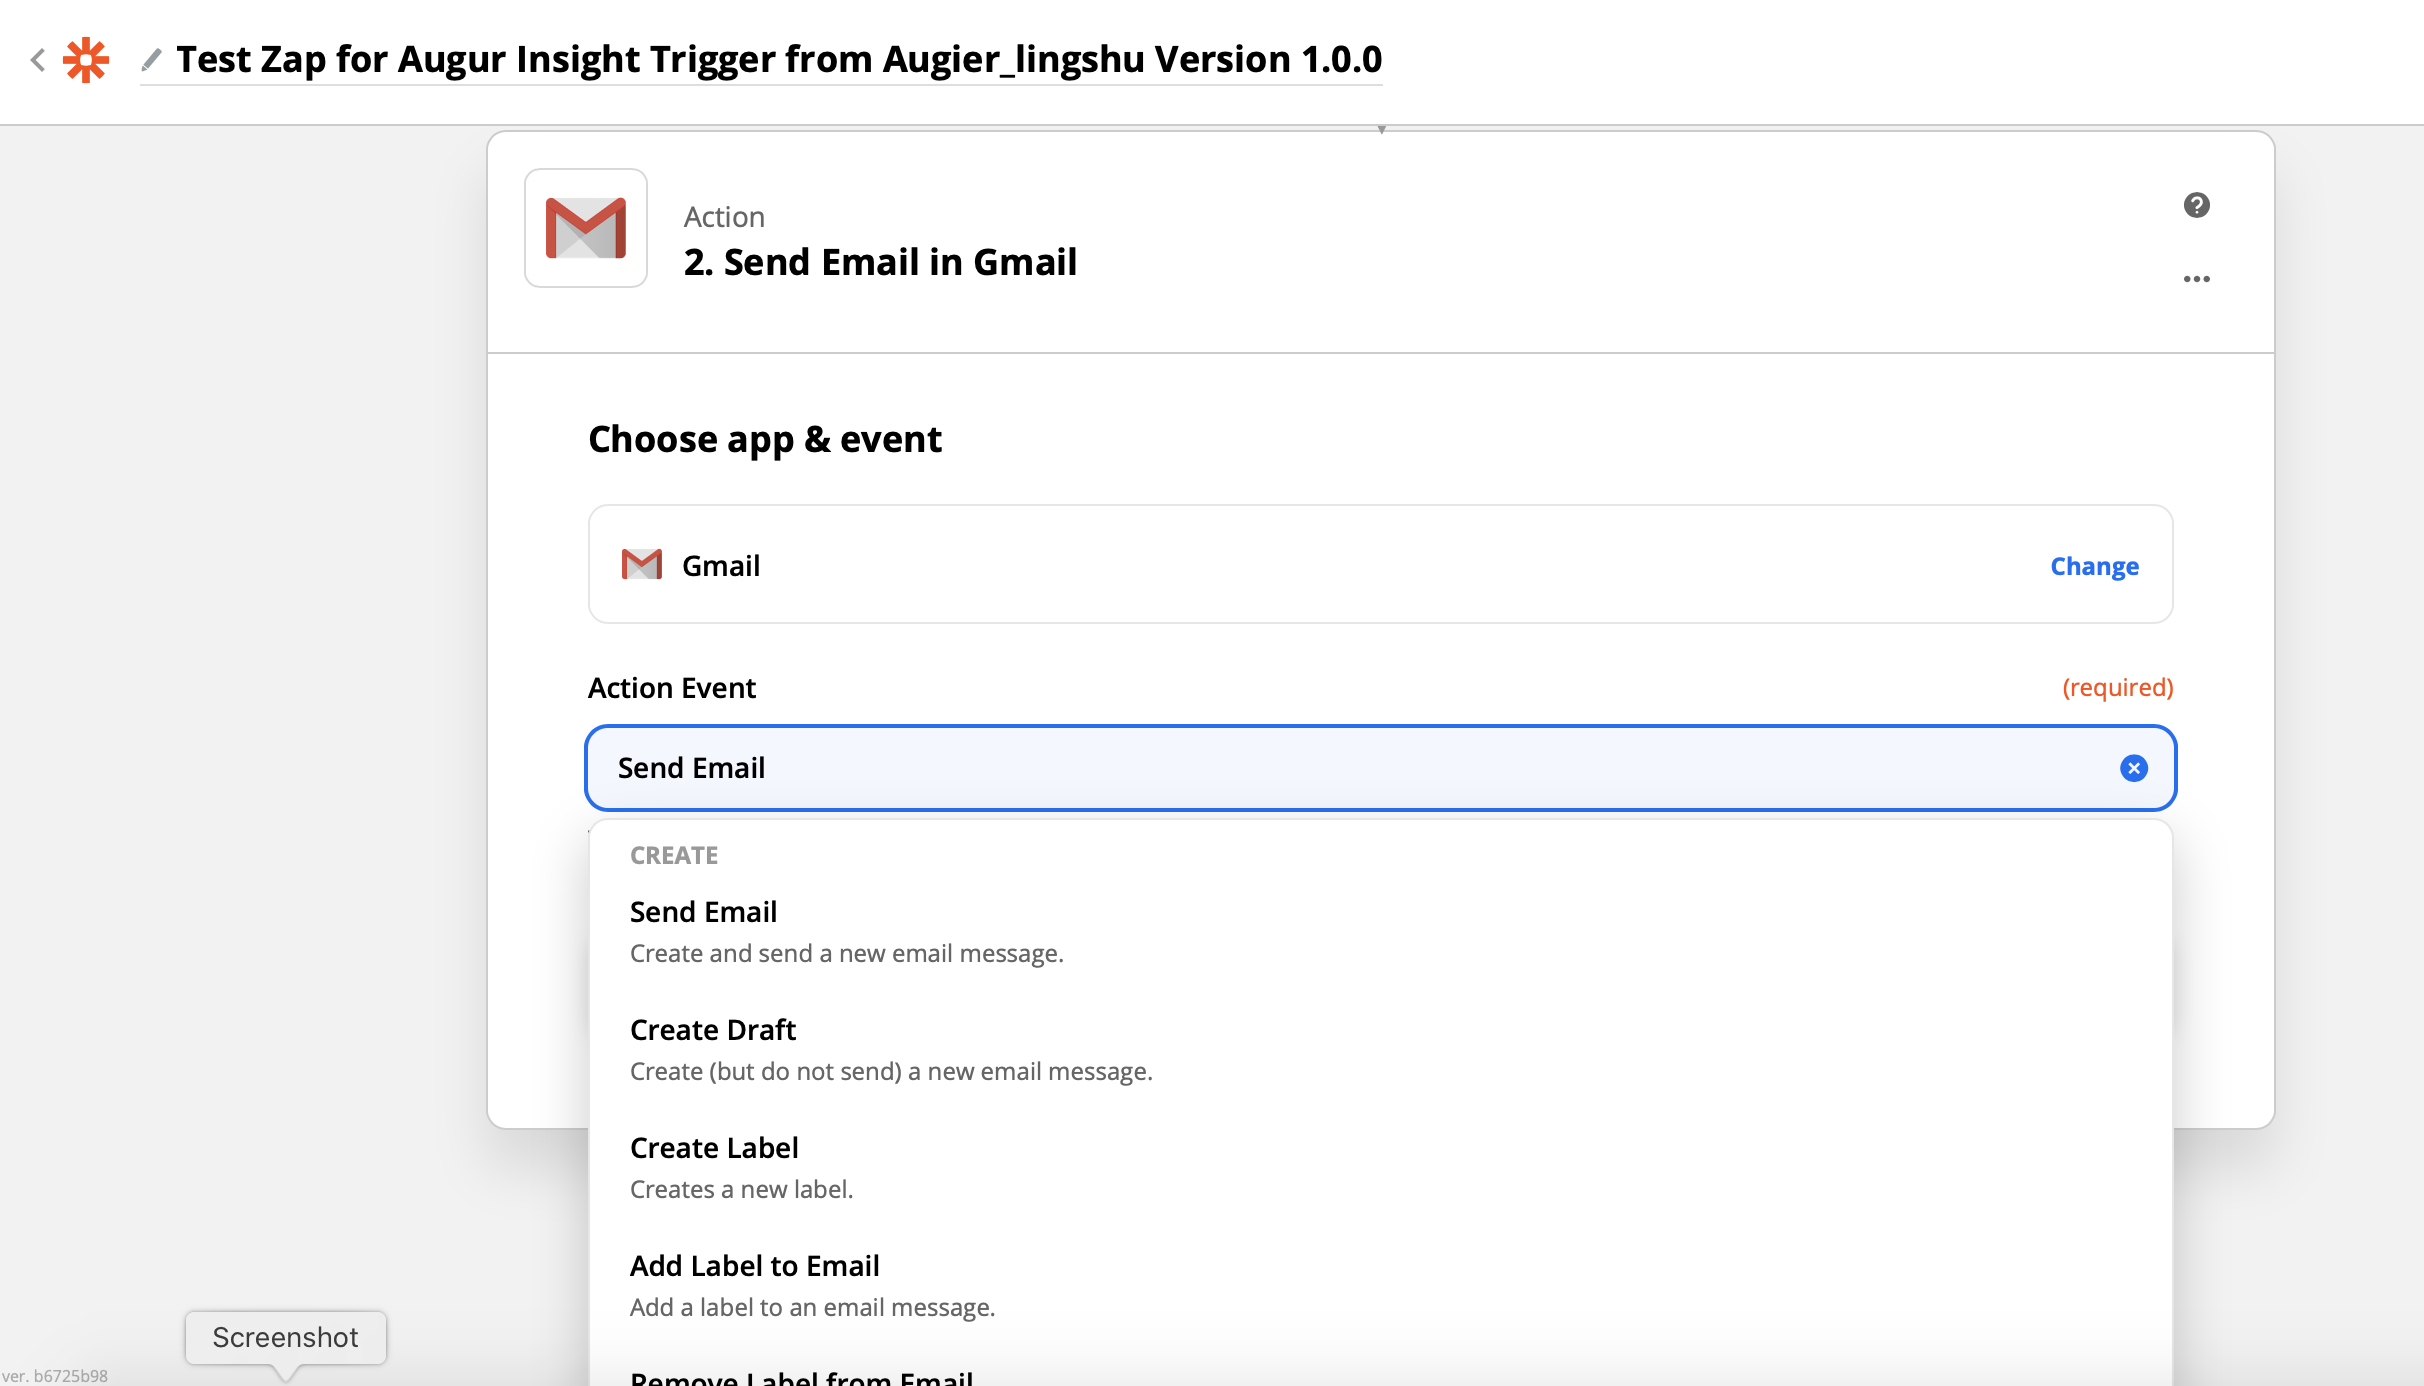 Test Zap for Augur Insight Trigger from Augier_lingshu Version 1.0.0
Action
2. Send Email in Gmail
Choose app & event
Gmail
Change
Action Event
(required)
Send Email
CREATE
Send Email
Create and send a new email message.
Create Draft
Create (but do not send) a new email message.
Create Label
Creates a new label.
Add Label to Email
Add a label to an email message.
Remove Label from Email
Screenshot
ver. b6725b98